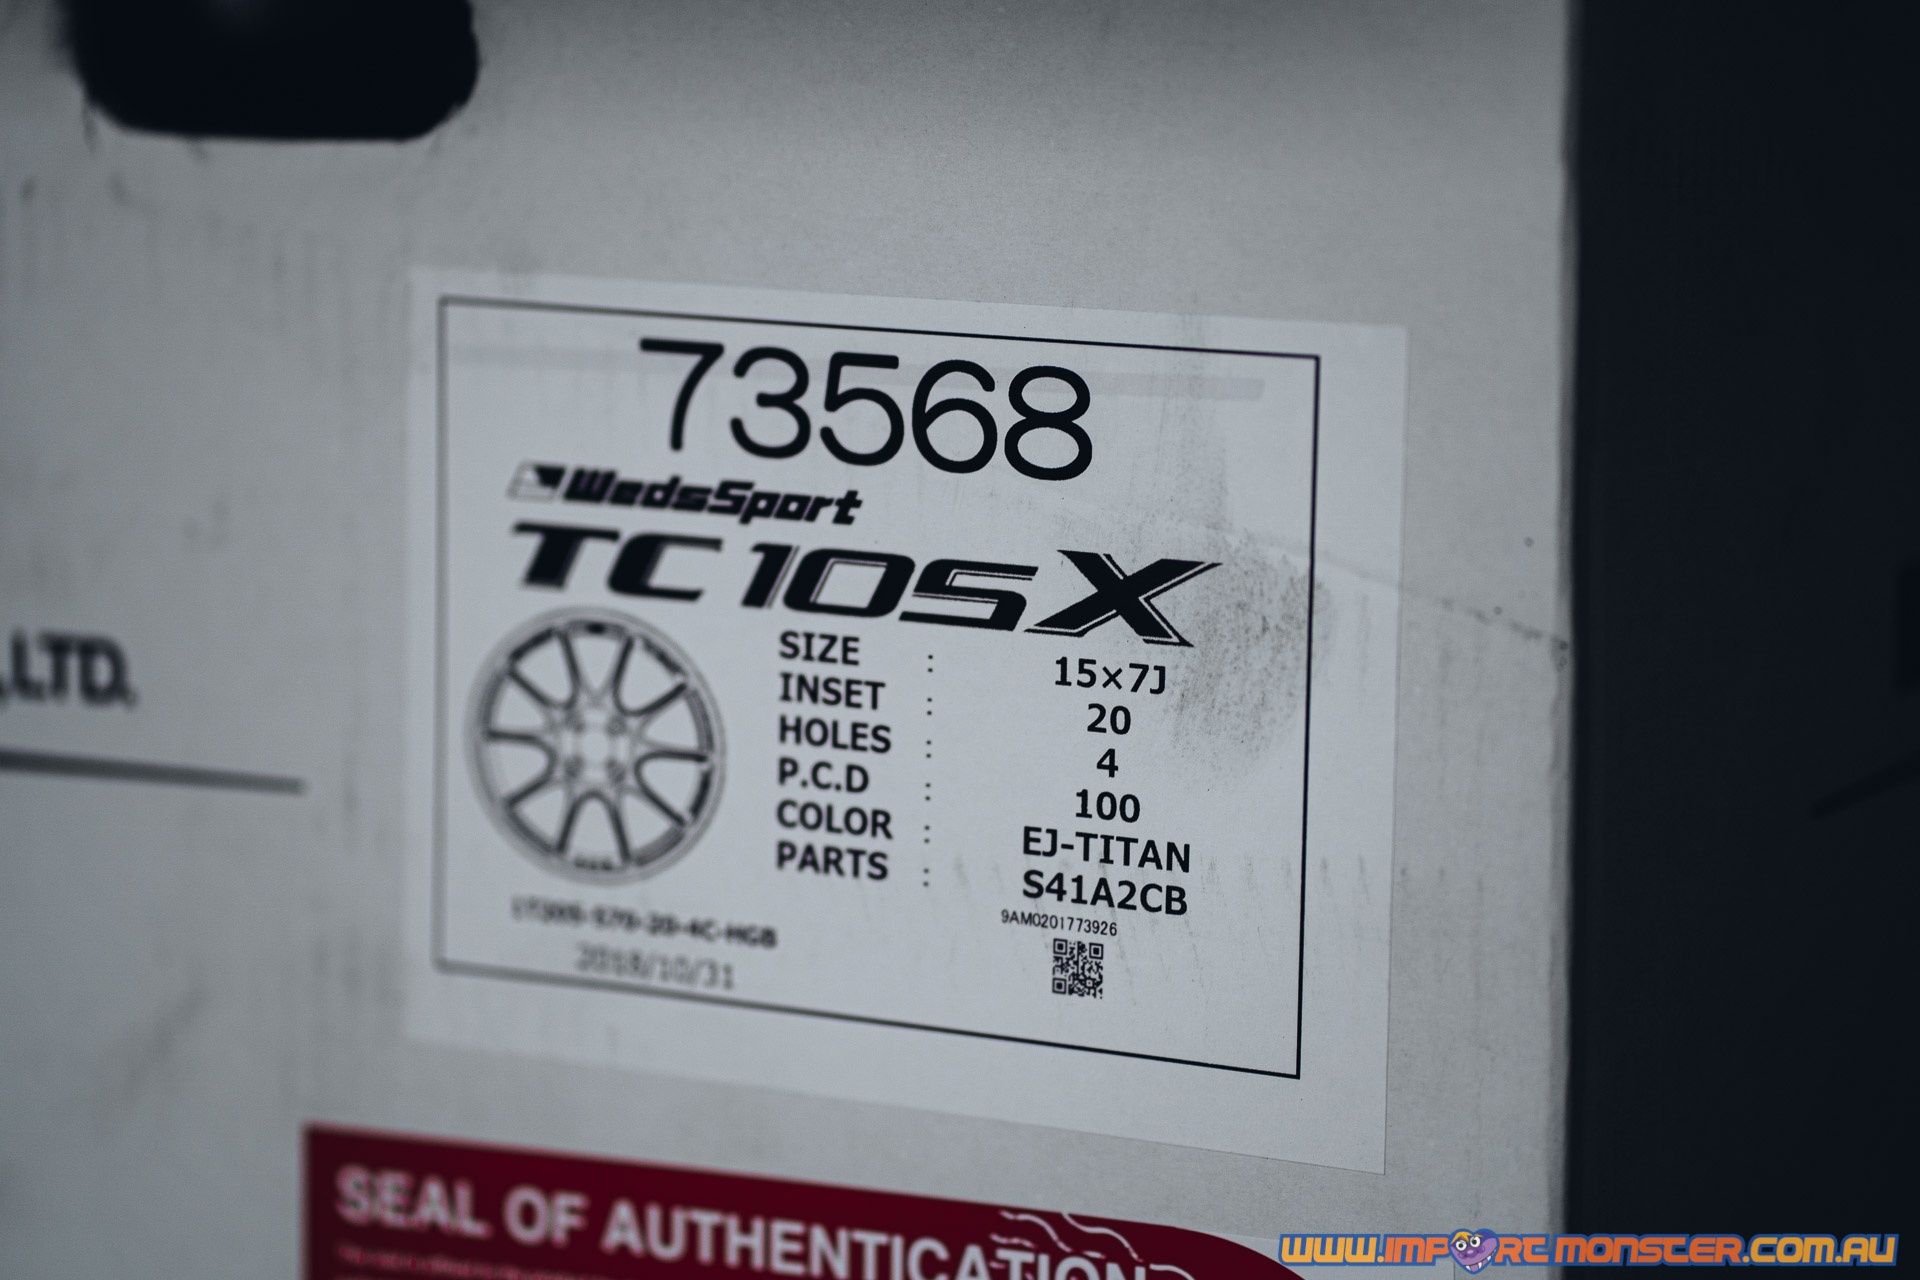 73568
WedsSport
TC105X
SIZE : 15×7J
INSET : 20
HOLES : 4
P.C.D : 100
COLOR : EJ-TITAN
PARTS : S41A2CB
9AM0201773926
2018/10/31
,LTD.
SEAL OF AUTHENTICATION
www.importmonster.com.au